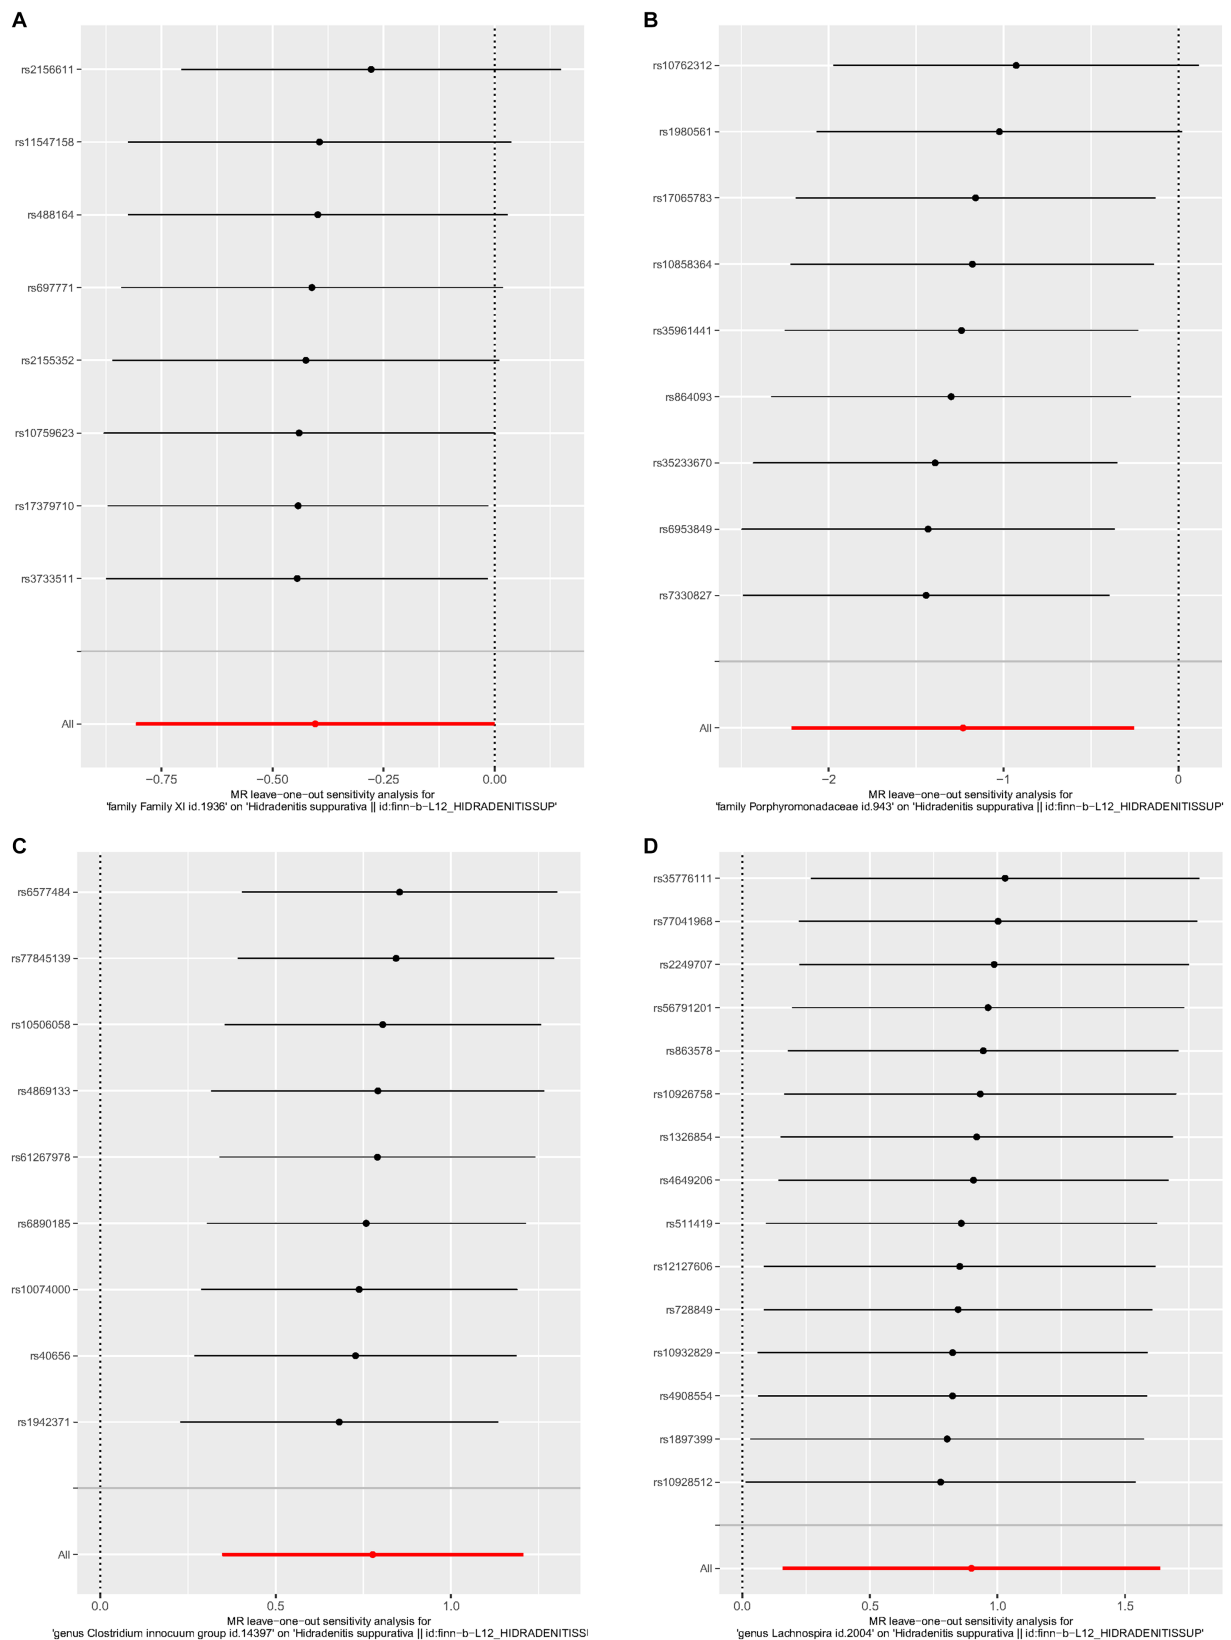 A
rs2156611
rs11547158
rs488164
rs697771
rs2155352
rs10759623
rs17379710
rs3733511
All
−0.75 −0.50 −0.25 0.00
MR leave−one−out sensitivity analysis for
'family Family XI id.1936' on 'Hidradenitis suppurativa || id:finn−b−L12_HIDRADENITISSUP'
B
rs10762312
rs1980561
rs17065783
rs10858364
rs35961441
rs864093
rs35233670
rs6953849
rs7330827
All
−2 −1 0
MR leave−one−out sensitivity analysis for
'family Porphyromonadaceae id.943' on 'Hidradenitis suppurativa || id:finn−b−L12_HIDRADENITISSUP'
C
rs6577484
rs77845139
rs10506058
rs4869133
rs61267978
rs6890185
rs10074000
rs40656
rs1942371
All
0.0 0.5 1.0
MR leave−one−out sensitivity analysis for
'genus Clostridium innocuum group id.14397' on 'Hidradenitis suppurativa || id:finn−b−L12_HIDRADENITISSI
D
rs35776111
rs77041968
rs2249707
rs56791201
rs863578
rs10926758
rs1326854
rs4649206
rs511419
rs12127606
rs728849
rs10932829
rs4908554
rs1897399
rs10928512
All
0.0 0.5 1.0 1.5
MR leave−one−out sensitivity analysis for
'genus Lachnospira id.2004' on 'Hidradenitis suppurativa || id:finn−b−L12_HIDRADENITISSUP'